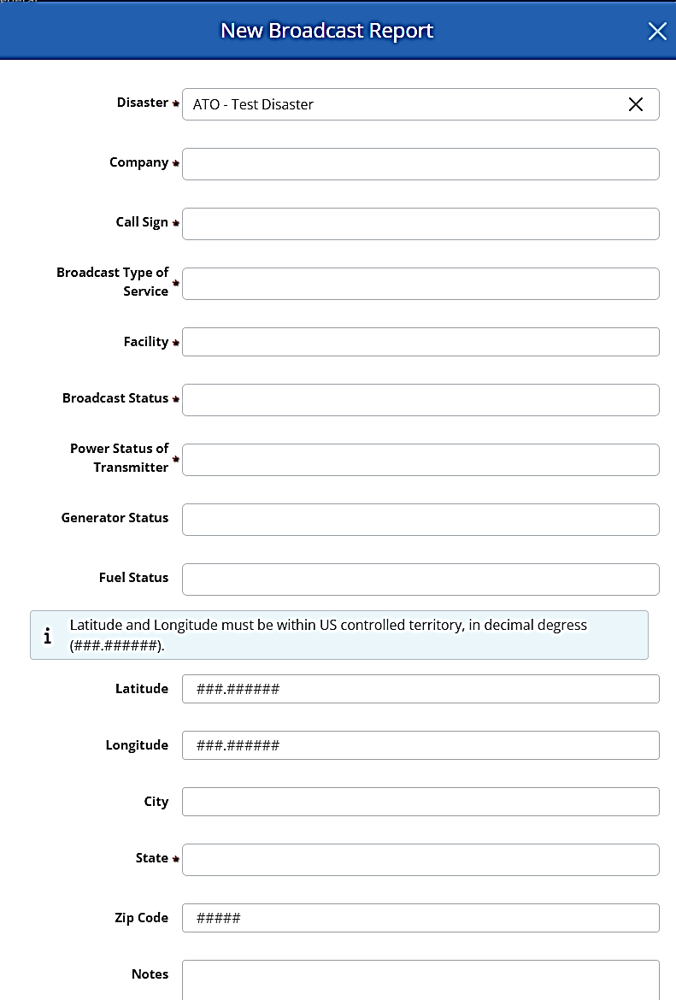 New Broadcast Report
Disaster * ATO - Test Disaster
Company *
Call Sign *
Broadcast Type of
Service *
Facility *
Broadcast Status *
Power Status of
Transmitter *
Generator Status
Fuel Status
Latitude and Longitude must be within US controlled territory, in decimal degress
(###.######).
Latitude ###.######
Longitude ###.######
City
State *
Zip Code #####
Notes